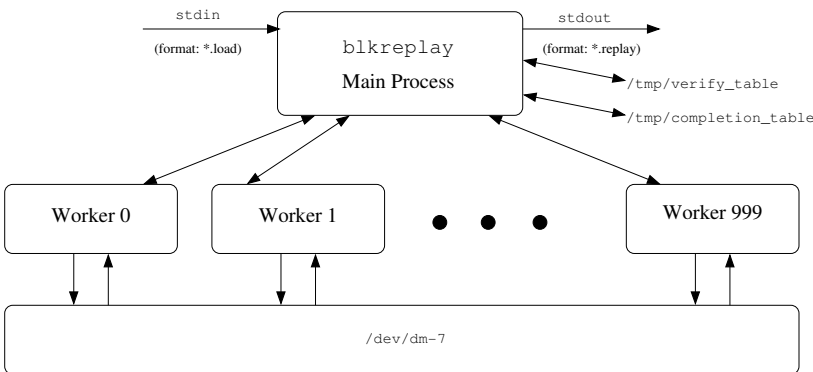 stdin
stdout
(format: *.load)
(format: *.replay)
blkreplay
Main Process
/tmp/verify_table
/tmp/completion_table
Worker 0
Worker 1
Worker 999
/dev/dm-7